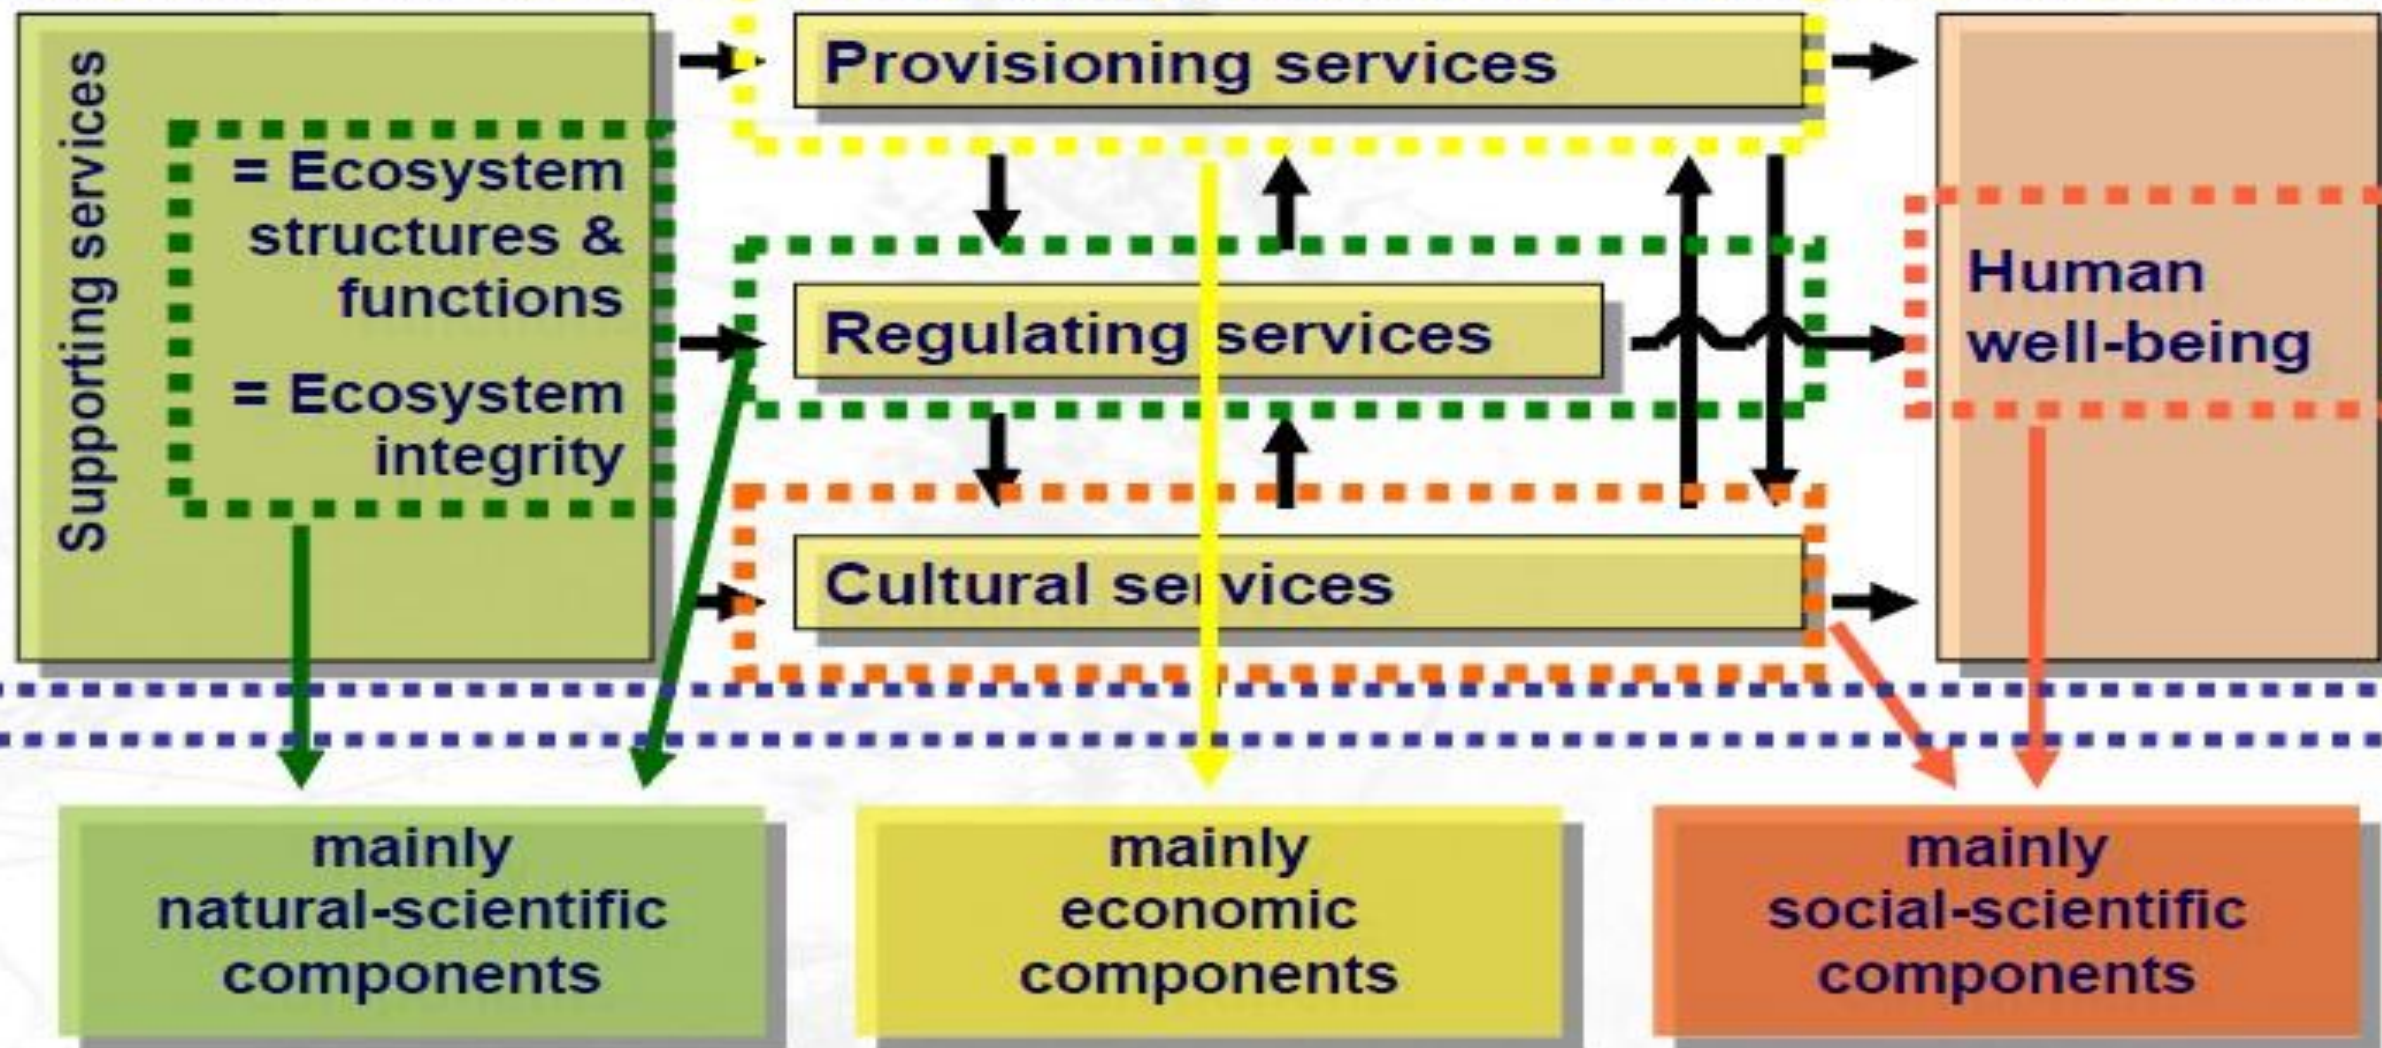 Supporting services
= Ecosystem
structures &
functions
= Ecosystem
integrity
Provisioning services
Regulating services
Cultural services
Human
well-being
mainly
natural-scientific
components
mainly
economic
components
mainly
social-scientific
components